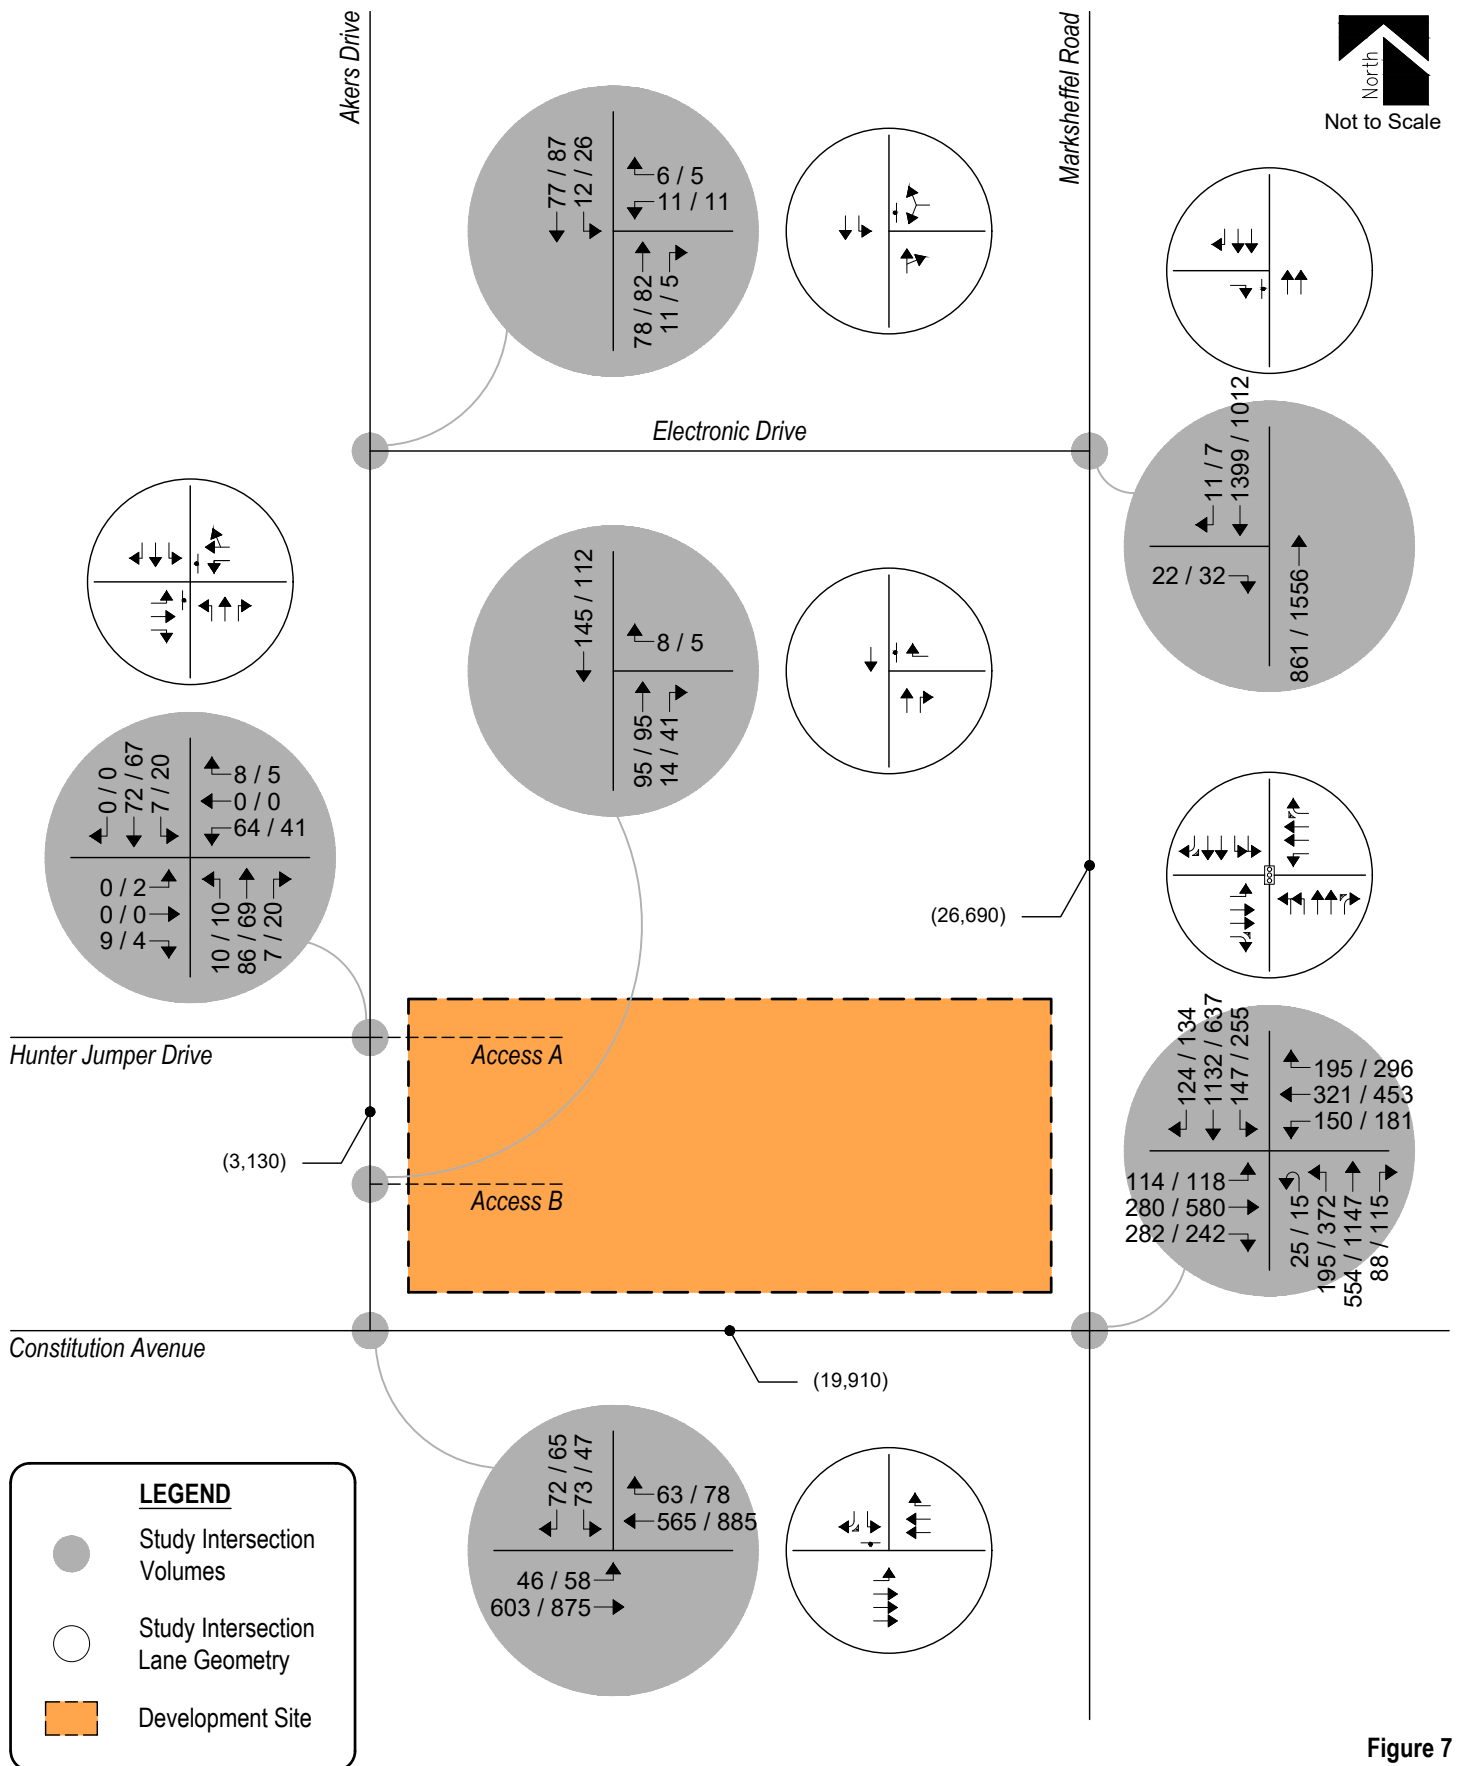 Akers Drive
Marksheffel Road
North
Not to Scale
77 / 87
12 / 26
6 / 5
11 / 11
78 / 82
11 / 5
Electronic Drive
11 / 7
1399 / 1012
22 / 32
861 / 1556
145 / 112
8 / 5
95 / 95
14 / 41
0 / 0
72 / 67
7 / 20
8 / 5
0 / 0
64 / 41
0 / 2
0 / 0
9 / 4
10 / 10
86 / 69
7 / 20
(26,690)
Hunter Jumper Drive
Access A
(3,130)
Access B
124 / 134
1132 / 637
147 / 255
195 / 296
321 / 453
150 / 181
114 / 118
280 / 580
282 / 242
25 / 15
195 / 372
554 / 1147
88 / 115
Constitution Avenue
(19,910)
72 / 65
73 / 47
63 / 78
565 / 885
46 / 58
603 / 875
LEGEND
Study Intersection
Volumes
Study Intersection
Lane Geometry
Development Site
Figure 7